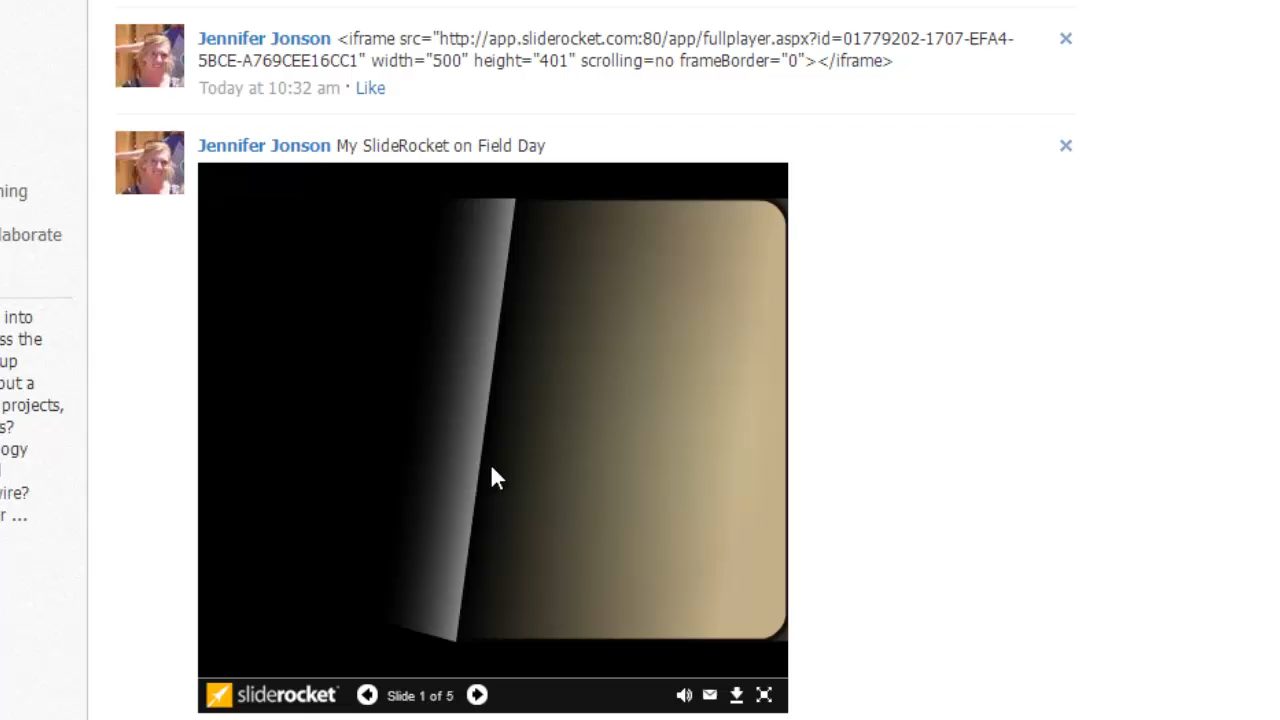 Jennifer Jonson <iframe src="http://app.sliderocket.com:80/app/fullplayer.aspx?id=01779202-1707-EFA4-
5BCE-A769CEE16CC1" width="500" height="401" scrolling=no frameBorder="0"></iframe>
Today at 10:32 am · Like
Jennifer Jonson My SlideRocket on Field Day
sliderocket Slide 1 of 5
ning
laborate
into
ss the
up
out a
projects,
s?
ogy
wire?
r ...